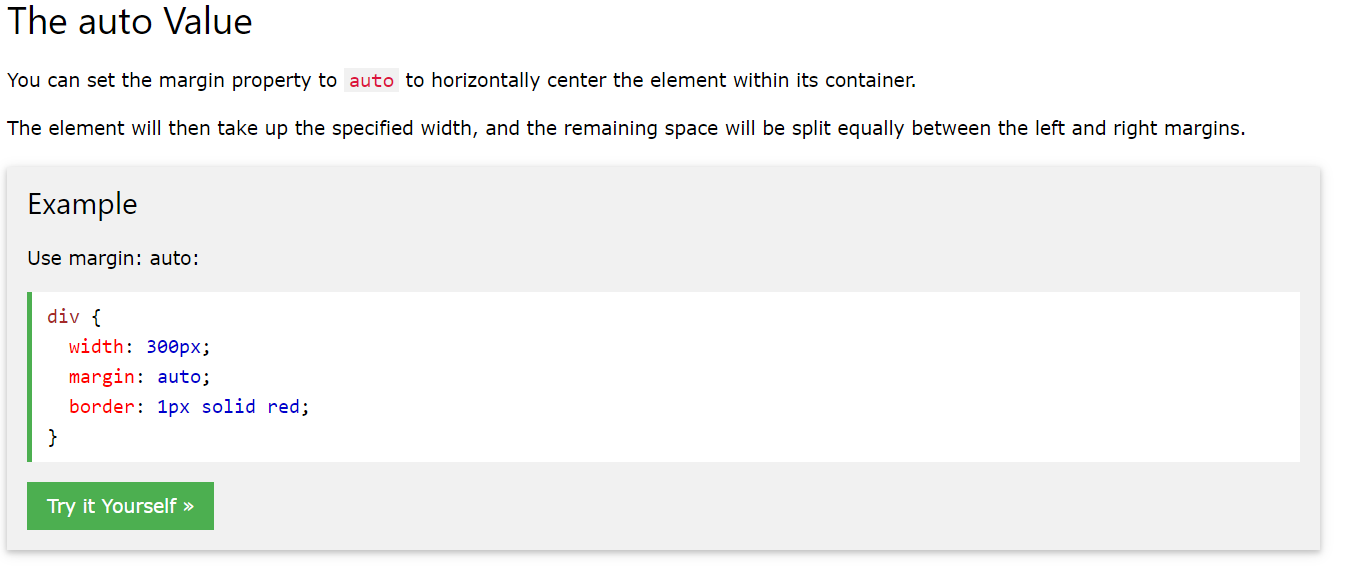 The auto Value
You can set the margin property to auto to horizontally center the element within its container.
The element will then take up the specified width, and the remaining space will be split equally between the left and right margins.
Example
Use margin: auto:
div {
  width: 300px;
  margin: auto;
  border: 1px solid red;
}
Try it Yourself »